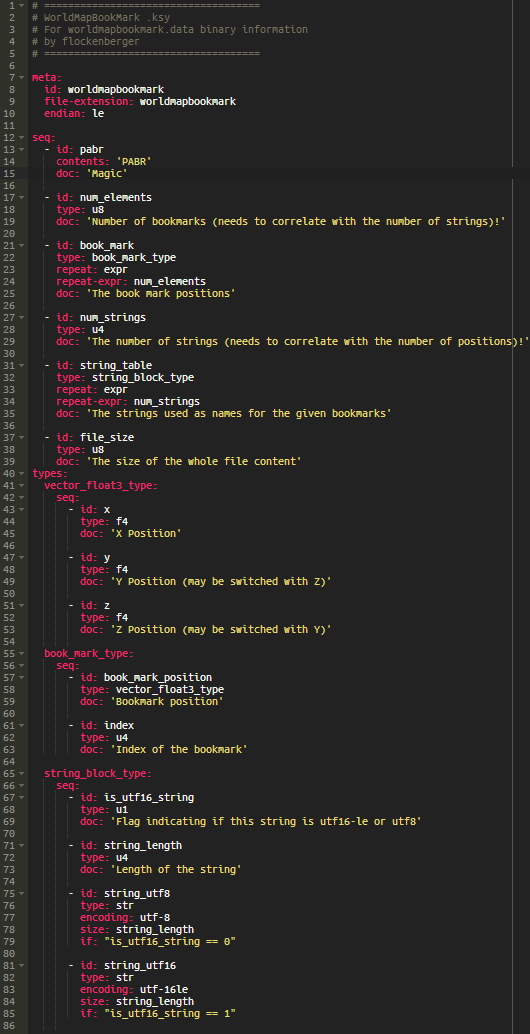 1 # ====================================
2 # WorldMapBookMark .ksy
3 # For worldmapbookmark.data binary information
4 # by flockenberger
5 # ====================================
6
7 meta:
8   id: worldmapbookmark
9   file-extension: worldmapbookmark
10   endian: le
11
12 seq:
13   - id: pabr
14     contents: 'PABR'
15     doc: 'Magic'
16
17   - id: num_elements
18     type: u8
19     doc: 'Number of bookmarks (needs to correlate with the number of strings)!'
20
21   - id: book_mark
22     type: book_mark_type
23     repeat: expr
24     repeat-expr: num_elements
25     doc: 'The book mark positions'
26
27   - id: num_strings
28     type: u4
29     doc: 'The number of strings (needs to correlate with the number of positions)!'
30
31   - id: string_table
32     type: string_block_type
33     repeat: expr
34     repeat-expr: num_strings
35     doc: 'The strings used as names for the given bookmarks'
36
37   - id: file_size
38     type: u8
39     doc: 'The size of the whole file content'
40 types:
41   vector_float3_type:
42     seq:
43       - id: x
44         type: f4
45         doc: 'X Position'
46
47       - id: y
48         type: f4
49         doc: 'Y Position (may be switched with Z)'
50
51       - id: z
52         type: f4
53         doc: 'Z Position (may be switched with Y)'
54
55   book_mark_type:
56     seq:
57       - id: book_mark_position
58         type: vector_float3_type
59         doc: 'Bookmark position'
60
61       - id: index
62         type: u4
63         doc: 'Index of the bookmark'
64
65   string_block_type:
66     seq:
67       - id: is_utf16_string
68         type: u1
69         doc: 'Flag indicating if this string is utf16-le or utf8'
70
71       - id: string_length
72         type: u4
73         doc: 'Length of the string'
74
75       - id: string_utf8
76         type: str
77         encoding: utf-8
78         size: string_length
79         if: "is_utf16_string == 0"
80
81       - id: string_utf16
82         type: str
83         encoding: utf-16le
84         size: string_length
85         if: "is_utf16_string == 1"
86